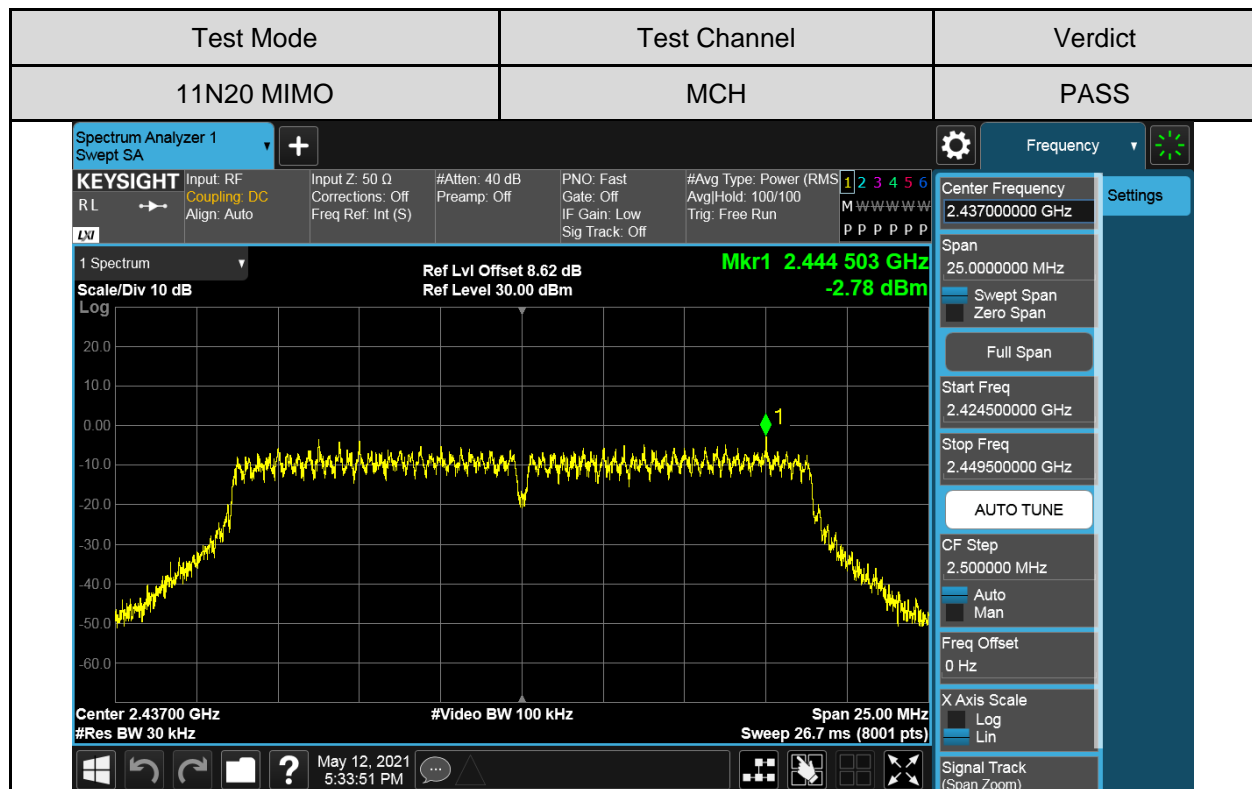 Test Mode Test Channel Verdict
11N20 MIMO MCH PASS
Spectrum Analyzer 1
Swept SA
Frequency
KEYSIGHT Input: RF Input Z: 50 Ω #Atten: 40 dB PNO: Fast #Avg Type: Power (RMS 1 2 3 4 5 6
RL Coupling: DC Corrections: Off Preamp: Off Gate: Off Avg|Hold: 100/100 M W W W W W
Align: Auto Freq Ref: Int (S) IF Gain: Low Trig: Free Run
LXI Sig Track: Off P P P P P P
Center Frequency
2.437000000 GHz
Settings
1 Spectrum
Scale/Div 10 dB
Log
Ref Lvl Offset 8.62 dB
Ref Level 30.00 dBm
Mkr1 2.444 503 GHz
-2.78 dBm
20.0
10.0
0.00
-10.0
-20.0
-30.0
-40.0
-50.0
-60.0
1
Center 2.43700 GHz #Video BW 100 kHz Span 25.00 MHz
#Res BW 30 kHz Sweep 26.7 ms (8001 pts)
Span
25.0000000 MHz
Swept Span
Zero Span
Full Span
Start Freq
2.424500000 GHz
Stop Freq
2.449500000 GHz
AUTO TUNE
CF Step
2.500000 MHz
Auto
Man
Freq Offset
0 Hz
X Axis Scale
Log
Lin
Signal Track
(Span Zoom)
?
May 12, 2021
5:33:51 PM